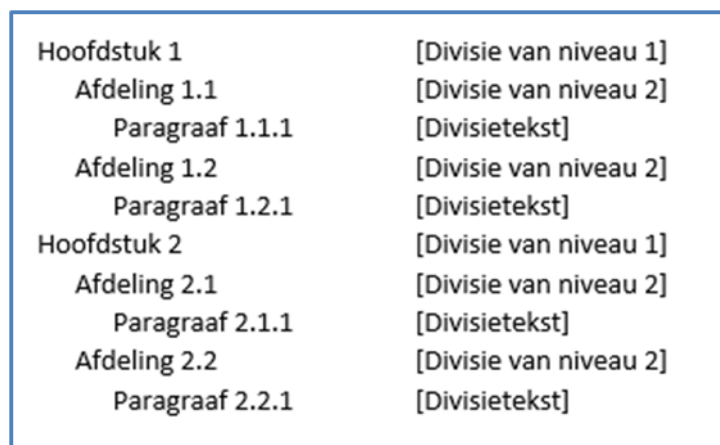 Hoofdstuk 1 [Divisie van niveau 1]
Afdeling 1.1 [Divisie van niveau 2]
Paragraaf 1.1.1 [Divisietekst]
Afdeling 1.2 [Divisie van niveau 2]
Paragraaf 1.2.1 [Divisietekst]
Hoofdstuk 2 [Divisie van niveau 1]
Afdeling 2.1 [Divisie van niveau 2]
Paragraaf 2.1.1 [Divisietekst]
Afdeling 2.2 [Divisie van niveau 2]
Paragraaf 2.2.1 [Divisietekst]